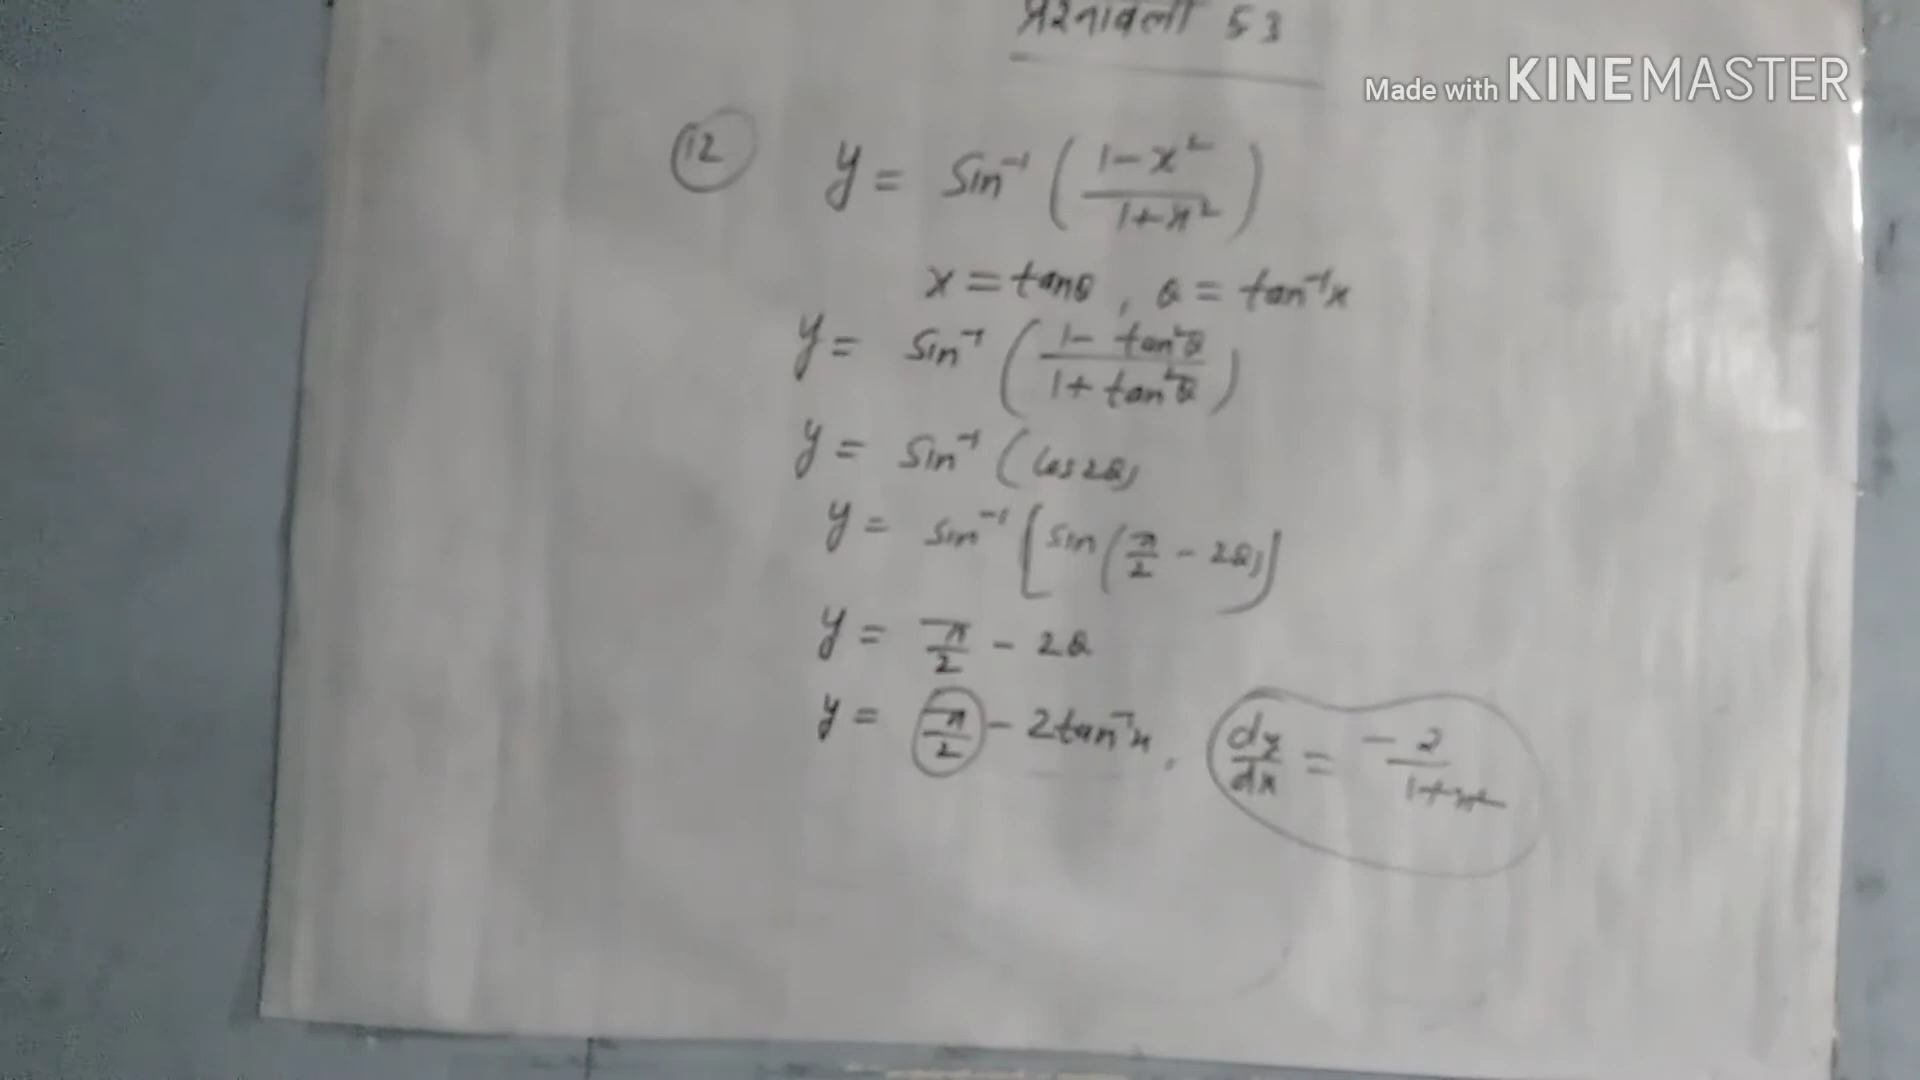 प्रश्नावली 53
Made with KINEMASTER
12 y = Sin⁻¹ (1-x²/1+x²)
x = tanθ, θ = tan⁻¹x
y = Sin⁻¹ (1- tan²θ/1+ tan²θ)
y = Sin⁻¹ (Cos2θ)
y = Sin⁻¹ [Sin (π/2 - 2θ)]
y = π/2 - 2θ
y = π/2 - 2tan⁻¹x, dy/dx = -2/1+x²